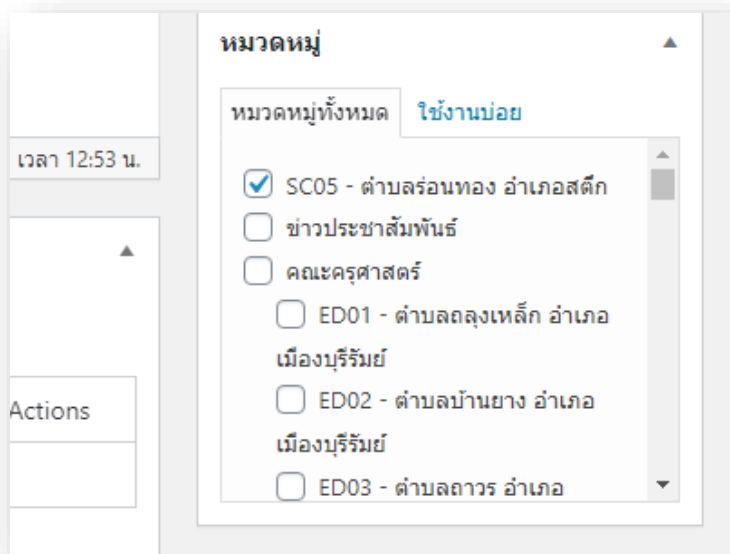 หมวดหมู่
หมวดหมู่ทั้งหมด ใช้งานบ่อย
เวลา 12:53 น.
SC05 - ตำบลร่อนทอง อำเภอสตึก
ข่าวประชาสัมพันธ์
คณะครุศาสตร์
ED01 - ตำบลถลุงเหล็ก อำเภอ
เมืองบุรีรัมย์
ED02 - ตำบลบ้านยาง อำเภอ
เมืองบุรีรัมย์
ED03 - ตำบลถาวร อำเภอ
Actions